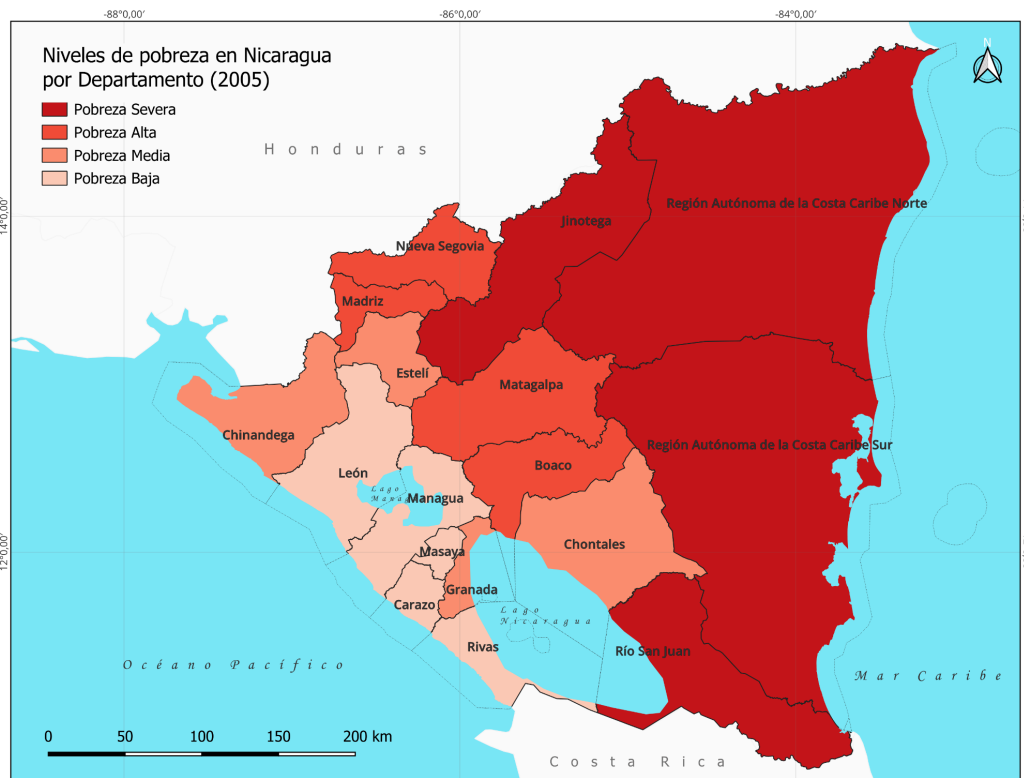 -88°0,00'
-86°0,00'
-84°0,00'
Niveles de pobreza en Nicaragua
por Departamento (2005)
Pobreza Severa
Pobreza Alta
Pobreza Media
Pobreza Baja
N
Honduras
14°0,00'
Región Autónoma de la Costa Caribe Norte
Jinotega
Nueva Segovia
Madriz
Estelí
Matagalpa
Chinandega
Región Autónoma de la Costa Caribe Sur
Boaco
León
Lago
Managua
Managua
12°0,00'
Masaya
Chontales
Granada
Carazo
Lago
Nicaragua
Rivas
Río San Juan
Océano Pacífico
Mar Caribe
0 50 100 150 200 km
Costa Rica